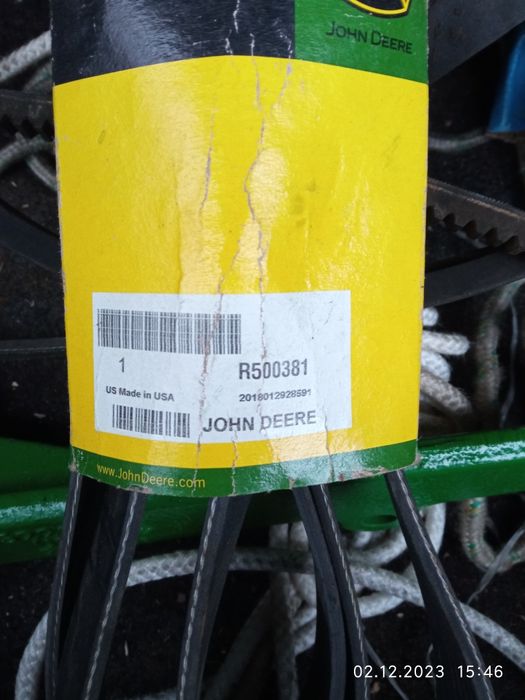 JOHN DEERE
1
R500381
US Made in USA
2018012928591
JOHN DEERE
www.JohnDeere.com
02.12.2023 15:46